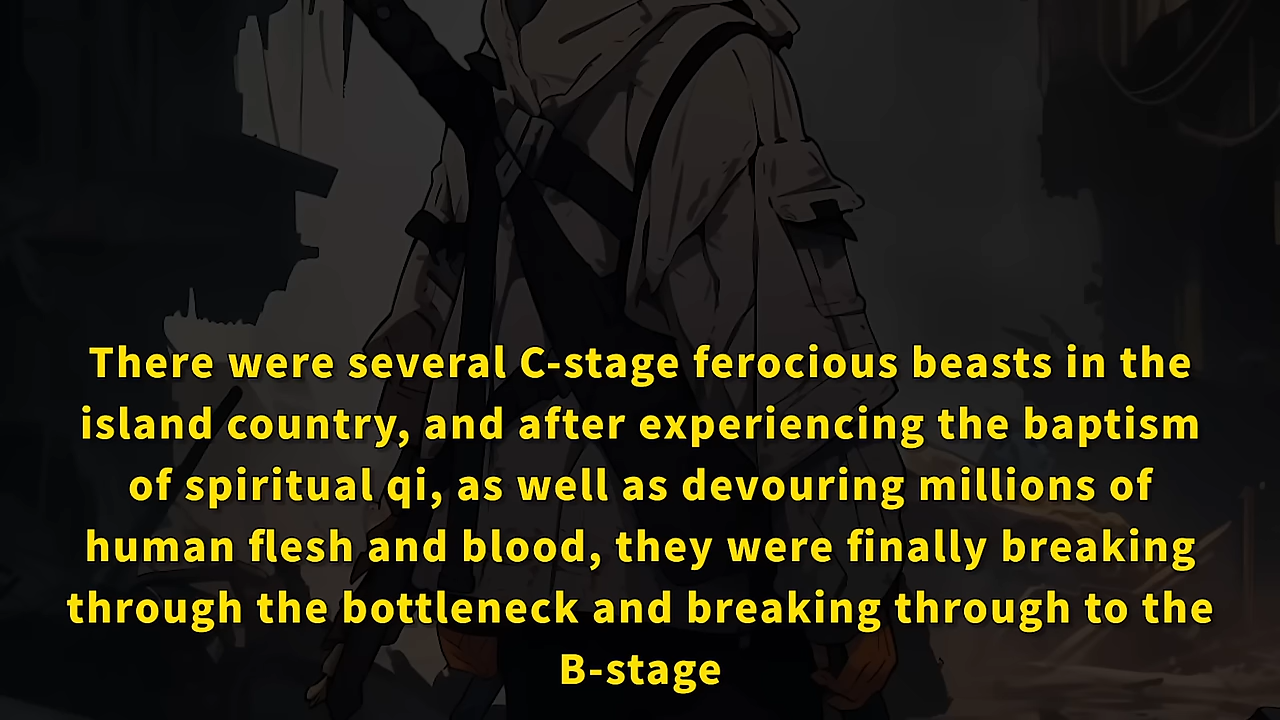 There were several C-stage ferocious beasts in the
island country, and after experiencing the baptism
of spiritual qi, as well as devouring millions of
human flesh and blood, they were finally breaking
through the bottleneck and breaking through to the
B-stage